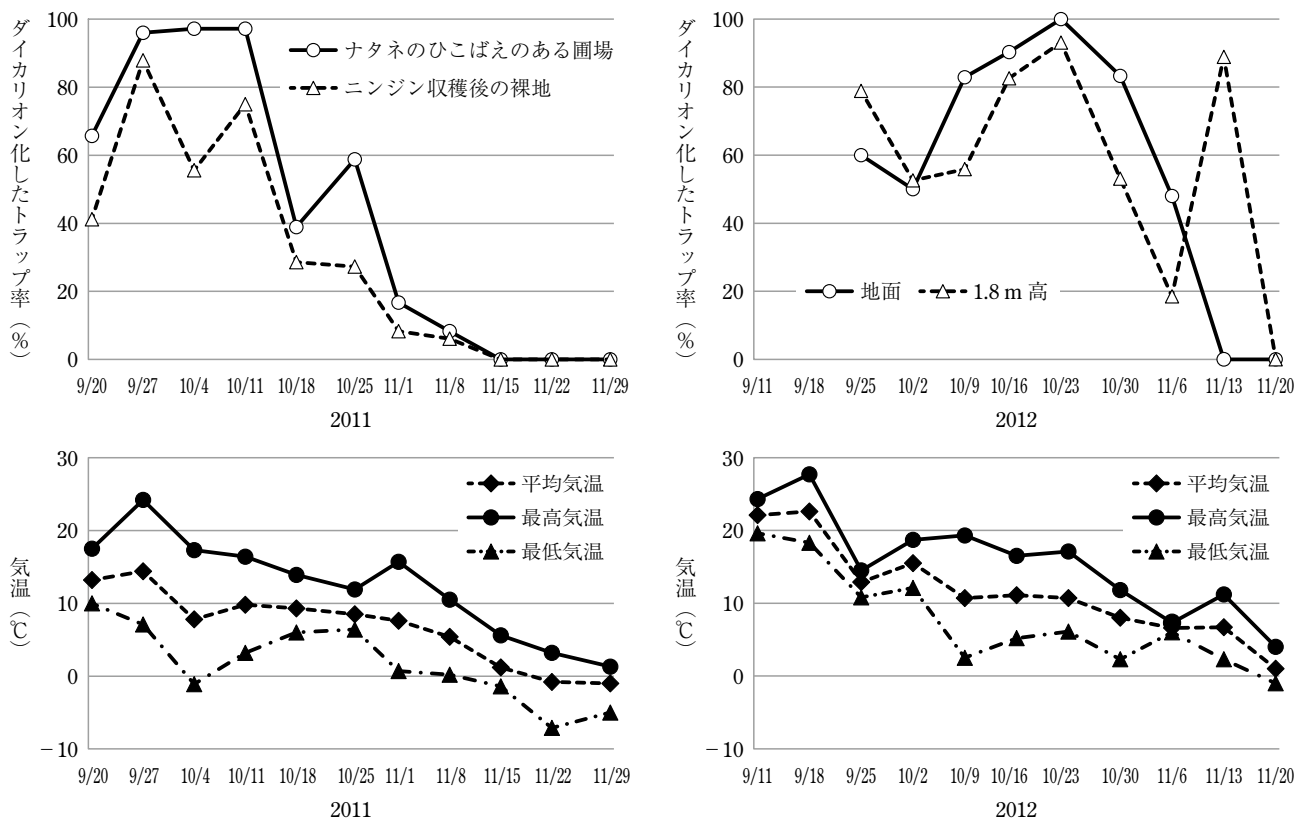 ダイカリオン化したトラップ率（%）
100
80
60
40
20
0
ナタネのひこばえのある圃場
ニンジン収穫後の裸地
9/20 9/27 10/4 10/11 10/18 10/25 11/1 11/8 11/15 11/22 11/29
2011
ダイカリオン化したトラップ率（%）
100
80
60
40
20
0
地面 1.8 m 高
9/11 9/18 9/25 10/2 10/9 10/16 10/23 10/30 11/6 11/13 11/20
2012
気温（℃）
30
20
10
0
－10
平均気温
最高気温
最低気温
9/20 9/27 10/4 10/11 10/18 10/25 11/1 11/8 11/15 11/22 11/29
2011
気温（℃）
30
20
10
0
－10
平均気温
最高気温
最低気温
9/11 9/18 9/25 10/2 10/9 10/16 10/23 10/30 11/6 11/13 11/20
2012